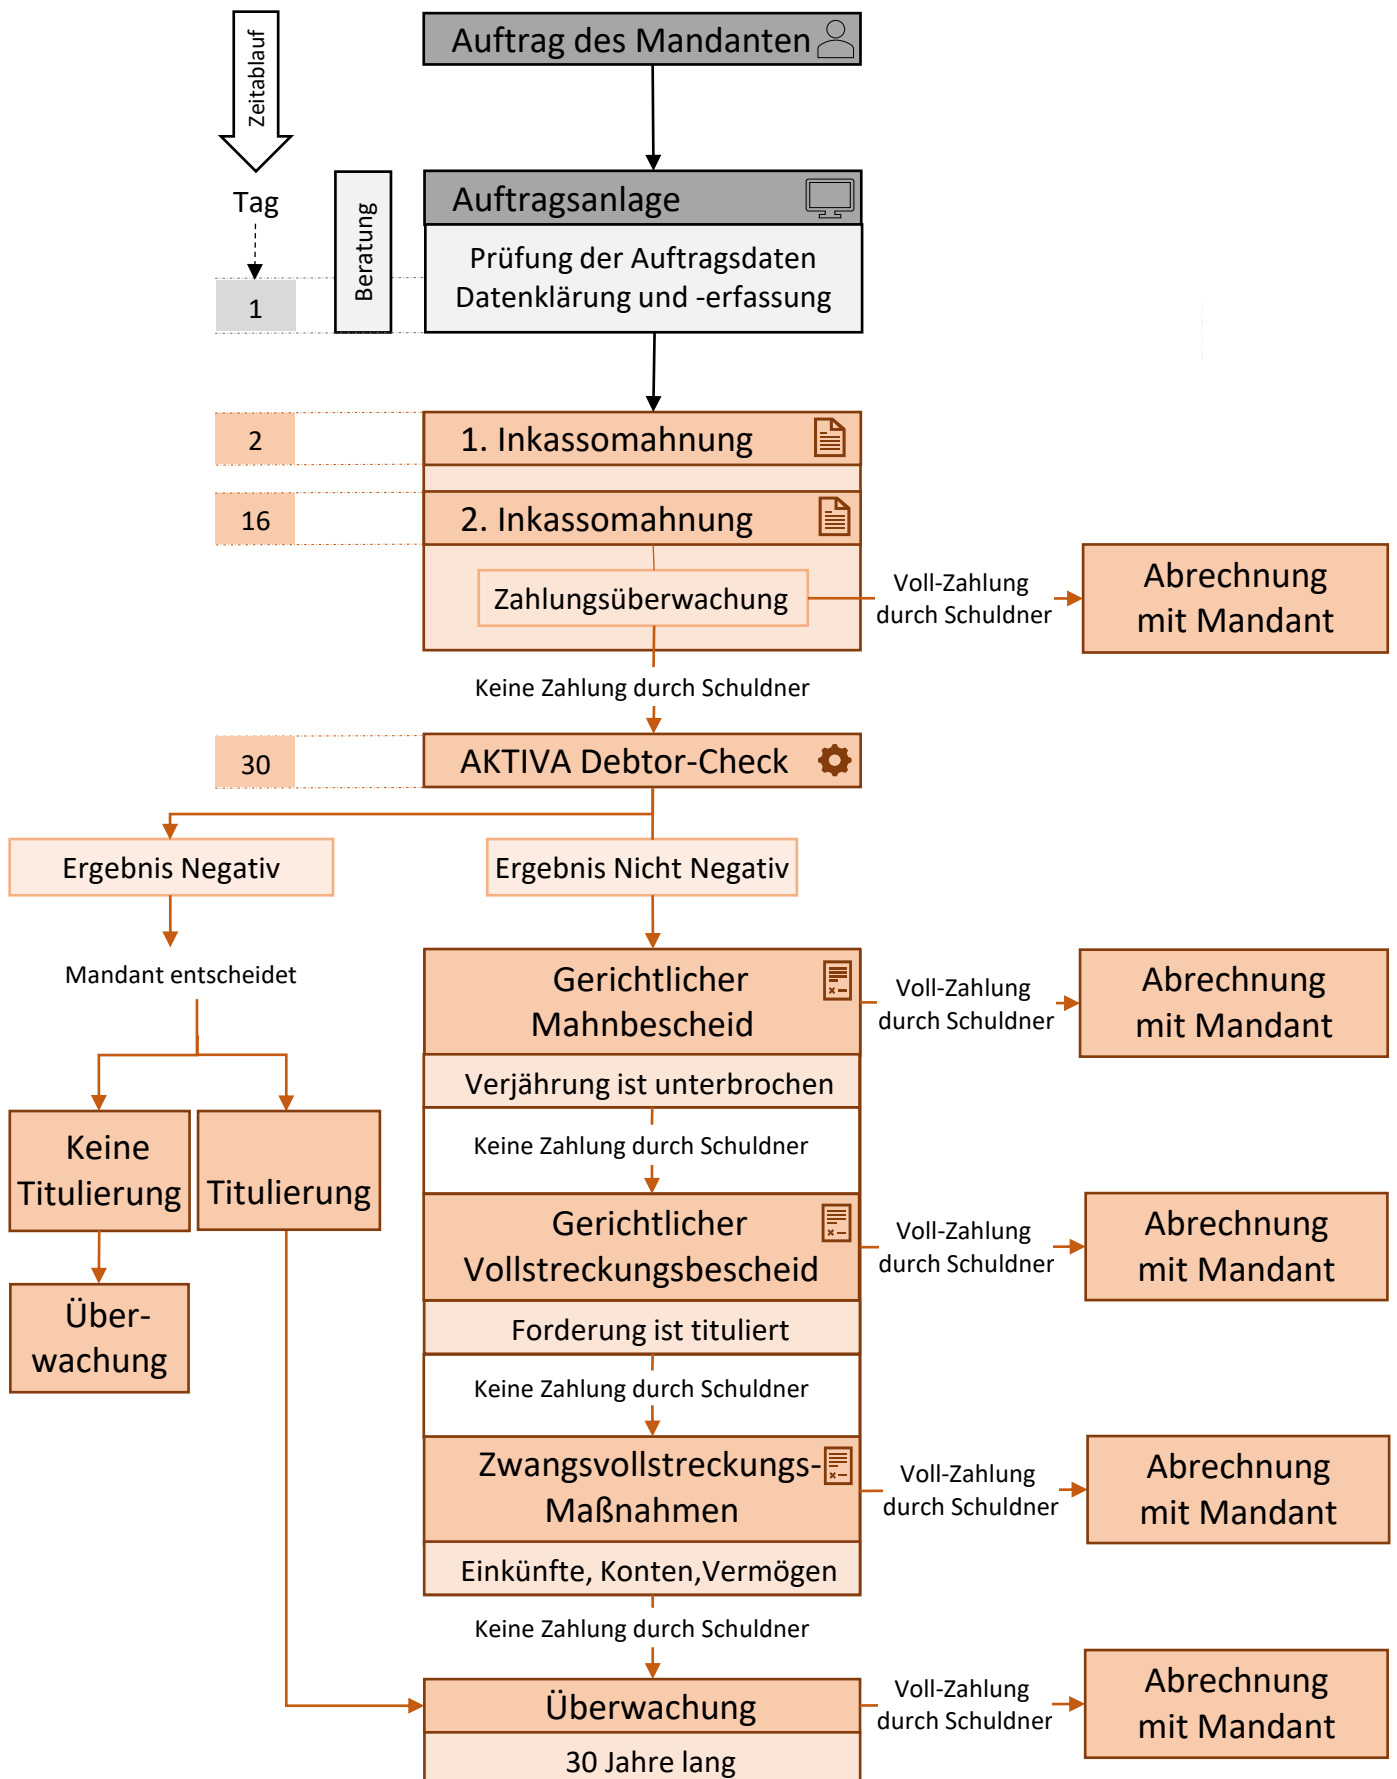 Zeitablauf
Auftrag des Mandanten
Tag
Beratung
Auftragsanlage
Prüfung der Auftragsdaten
Datenklärung und -erfassung
1
2
1. Inkassomahnung
16
2. Inkassomahnung
Zahlungsüberwachung
Voll-Zahlung
durch Schuldner
Abrechnung
mit Mandant
Keine Zahlung durch Schuldner
30
AKTIVA Debtor-Check
Ergebnis Negativ
Ergebnis Nicht Negativ
Mandant entscheidet
Gerichtlicher
Mahnbescheid
Voll-Zahlung
durch Schuldner
Abrechnung
mit Mandant
Verjährung ist unterbrochen
Keine
Titulierung
Titulierung
Keine Zahlung durch Schuldner
Gerichtlicher
Vollstreckungsbescheid
Voll-Zahlung
durch Schuldner
Abrechnung
mit Mandant
Über-
wachung
Forderung ist tituliert
Keine Zahlung durch Schuldner
Zwangsvollstreckungs-
Maßnahmen
Voll-Zahlung
durch Schuldner
Abrechnung
mit Mandant
Einkünfte, Konten,Vermögen
Keine Zahlung durch Schuldner
Überwachung
Voll-Zahlung
durch Schuldner
Abrechnung
mit Mandant
30 Jahre lang